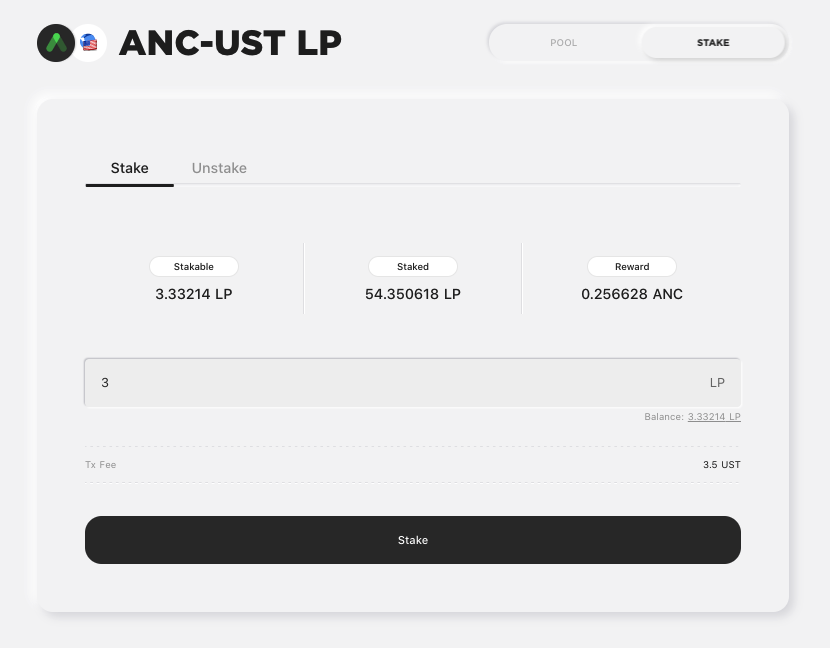 ANC-UST LP
POOL
STAKE
Stake
Unstake
Stakable
Staked
Reward
3.33214 LP
54.350618 LP
0.256628 ANC
3
LP
Balance: 3.33214 LP
Tx Fee
3.5 UST
Stake